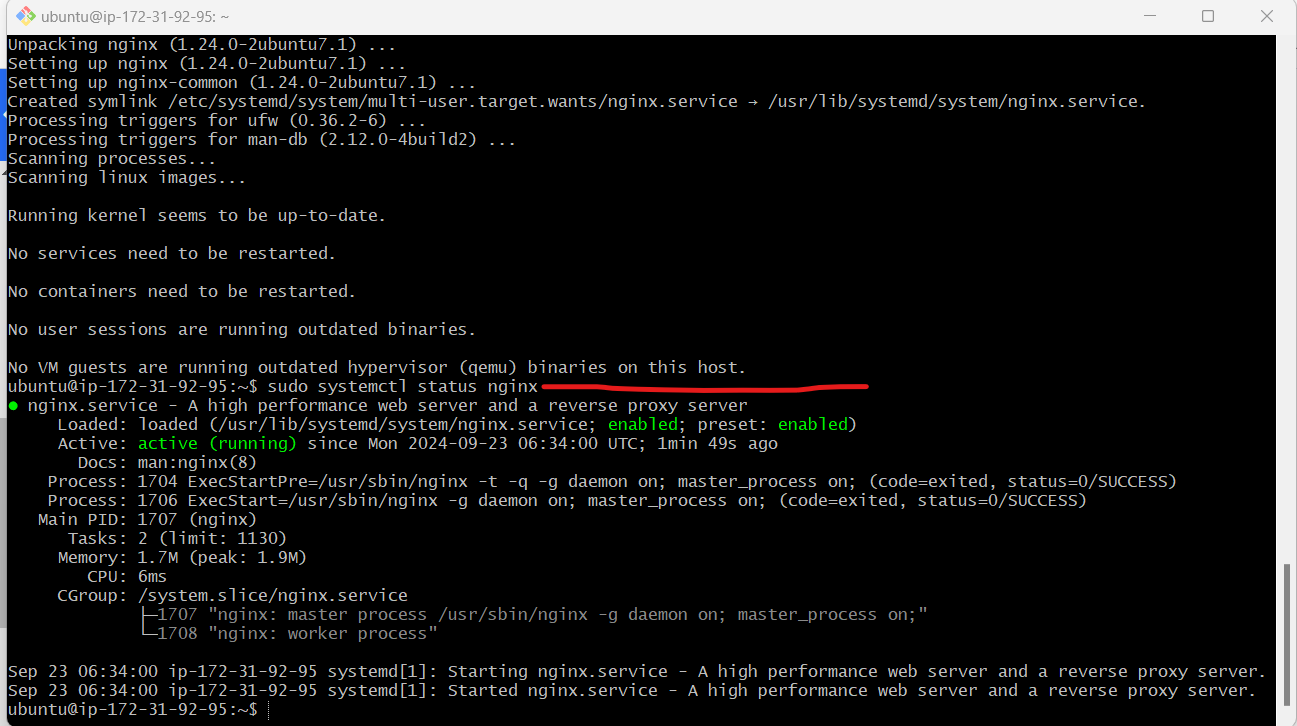 ubuntu@ip-172-31-92-95: ~
Unpacking nginx (1.24.0-2ubuntu7.1) ...
Setting up nginx (1.24.0-2ubuntu7.1) ...
Setting up nginx-common (1.24.0-2ubuntu7.1) ...
Created symlink /etc/systemd/system/multi-user.target.wants/nginx.service → /usr/lib/systemd/system/nginx.service.
Processing triggers for ufw (0.36.2-6) ...
Processing triggers for man-db (2.12.0-4build2) ...
Scanning processes...
Scanning linux images...
Running kernel seems to be up-to-date.
No services need to be restarted.
No containers need to be restarted.
No user sessions are running outdated binaries.
No VM guests are running outdated hypervisor (qemu) binaries on this host.
ubuntu@ip-172-31-92-95:~$ sudo systemctl status nginx
● nginx.service - A high performance web server and a reverse proxy server
Loaded: loaded (/usr/lib/systemd/system/nginx.service; enabled; preset: enabled)
Active: active (running) since Mon 2024-09-23 06:34:00 UTC; 1min 49s ago
Docs: man:nginx(8)
Process: 1704 ExecStartPre=/usr/sbin/nginx -t -q -g daemon on; master_process on; (code=exited, status=0/SUCCESS)
Process: 1706 ExecStart=/usr/sbin/nginx -g daemon on; master_process on; (code=exited, status=0/SUCCESS)
Main PID: 1707 (nginx)
Tasks: 2 (limit: 1130)
Memory: 1.7M (peak: 1.9M)
CPU: 6ms
CGroup: /system.slice/nginx.service
├─1707 "nginx: master process /usr/sbin/nginx -g daemon on; master_process on;"
└─1708 "nginx: worker process"
Sep 23 06:34:00 ip-172-31-92-95 systemd[1]: Starting nginx.service - A high performance web server and a reverse proxy server.
Sep 23 06:34:00 ip-172-31-92-95 systemd[1]: Started nginx.service - A high performance web server and a reverse proxy server.
ubuntu@ip-172-31-92-95:~$